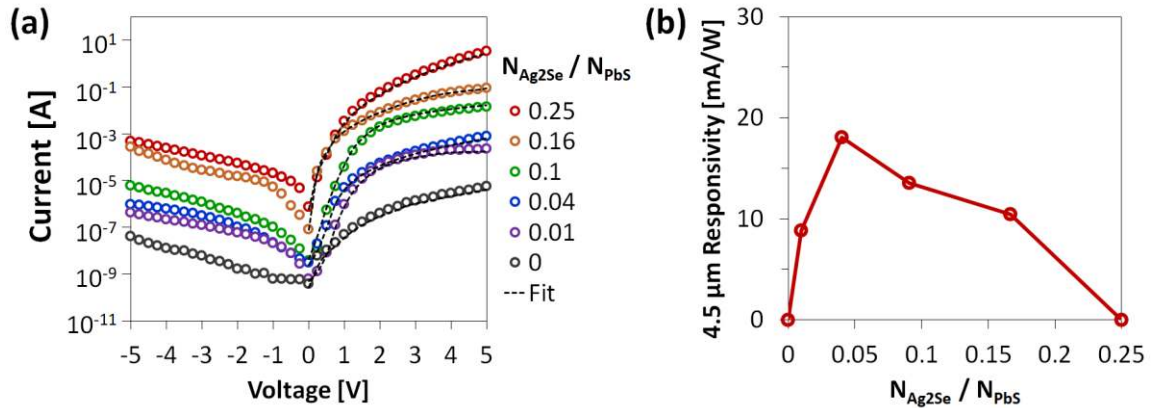 (a)
Current [A]
10¹
10⁻¹
10⁻³
10⁻⁵
10⁻⁷
10⁻⁹
10⁻¹¹
-5 -4 -3 -2 -1 0 1 2 3 4 5
Voltage [V]
N_Ag2Se / N_PbS
0.25
0.16
0.1
0.04
0.01
0
Fit
(b)
4.5 µm Responsivity [mA/W]
30
20
10
0
0 0.05 0.1 0.15 0.2 0.25
N_Ag2Se / N_PbS